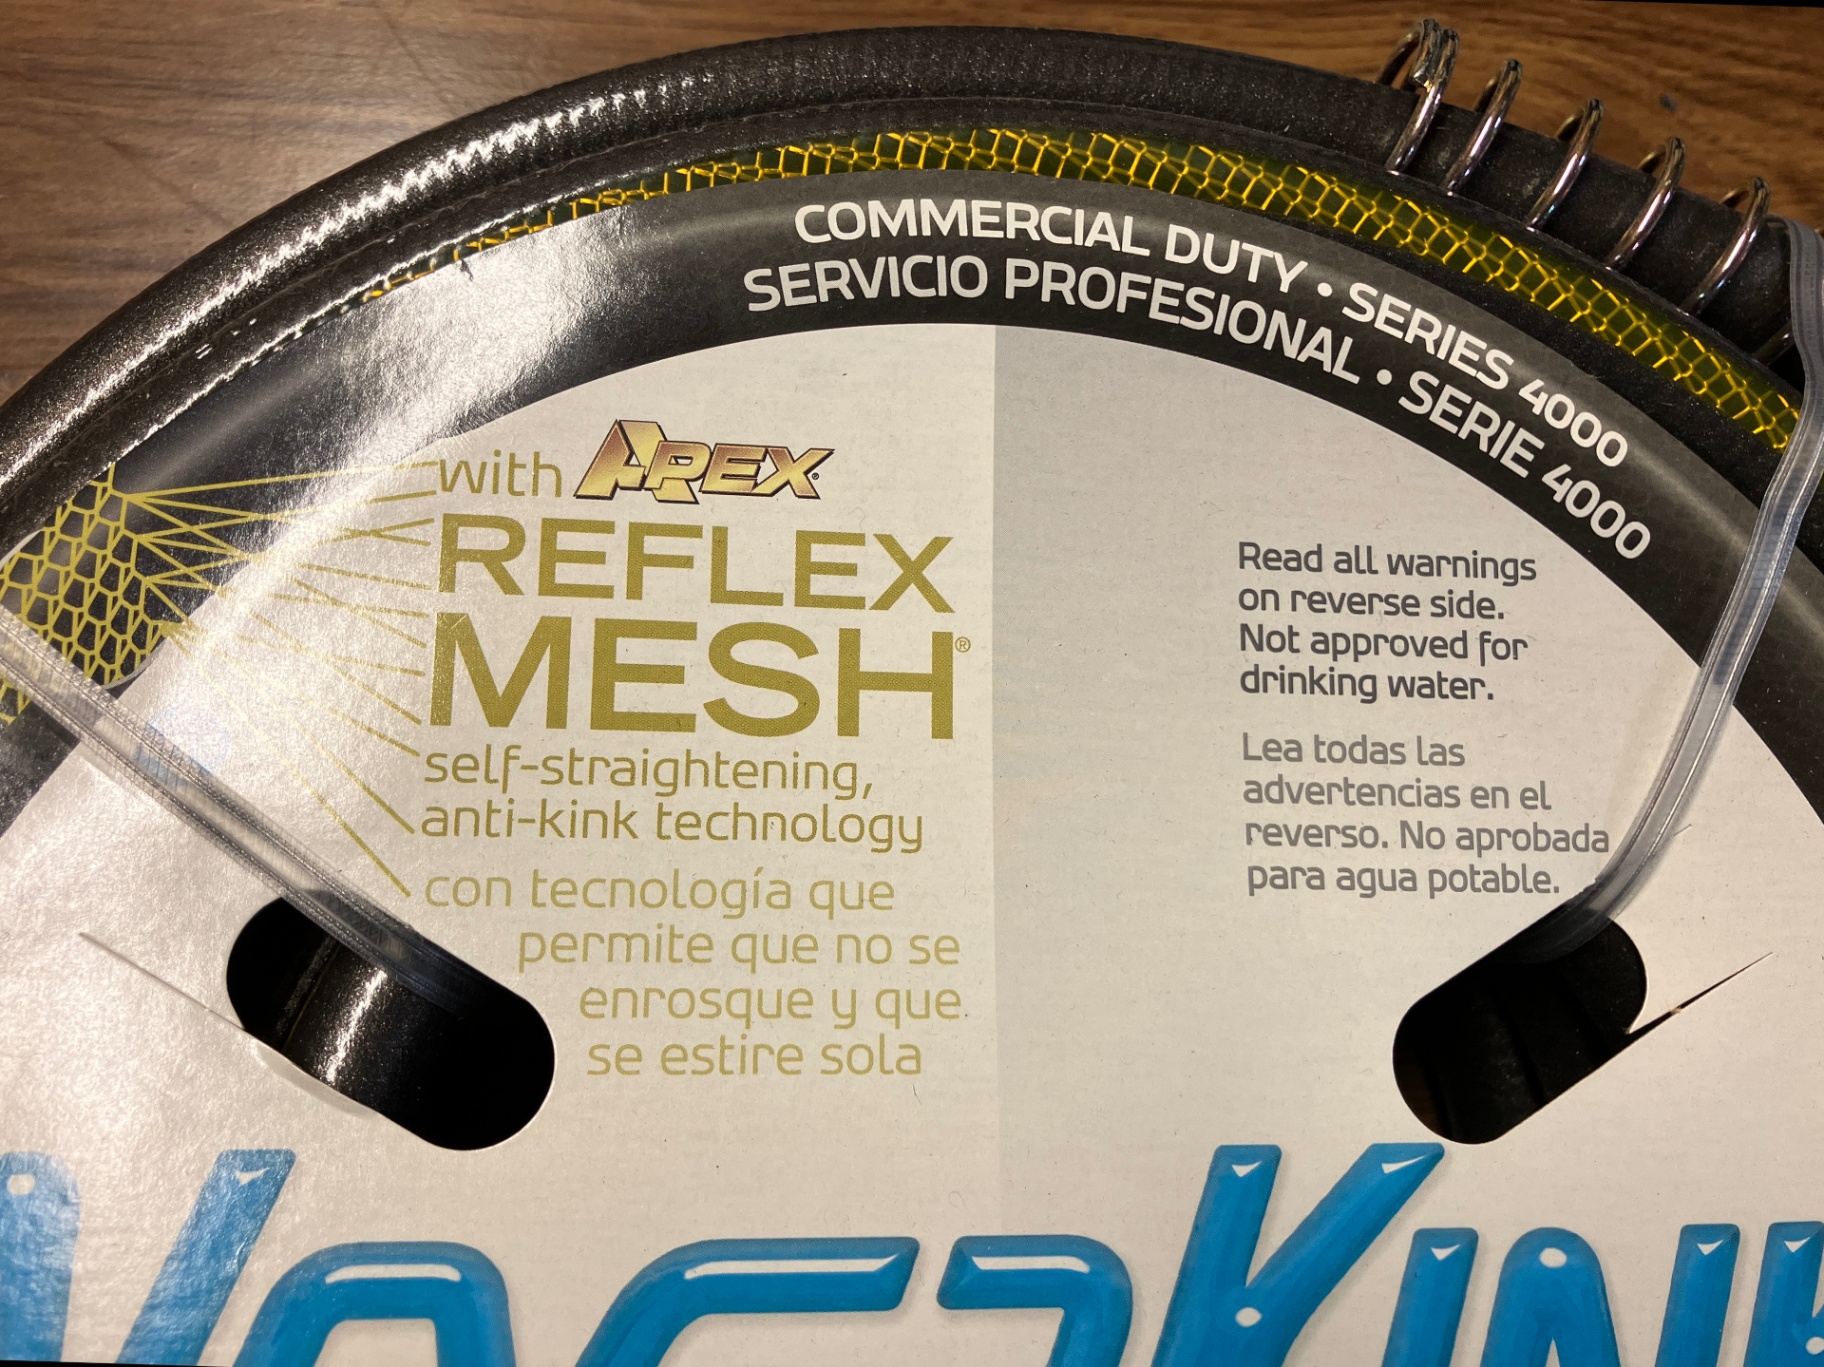 COMMERCIAL DUTY • SERIES 4000
SERVICIO PROFESIONAL • SERIE 4000
with APEX
REFLEX
MESH®
self-straightening,
anti-kink technology
con tecnología que
permite que no se
enrosque y que
se estire sola
Read all warnings
on reverse side.
Not approved for
drinking water.
Lea todas las
advertencias en el
reverso. No aprobada
para agua potable.